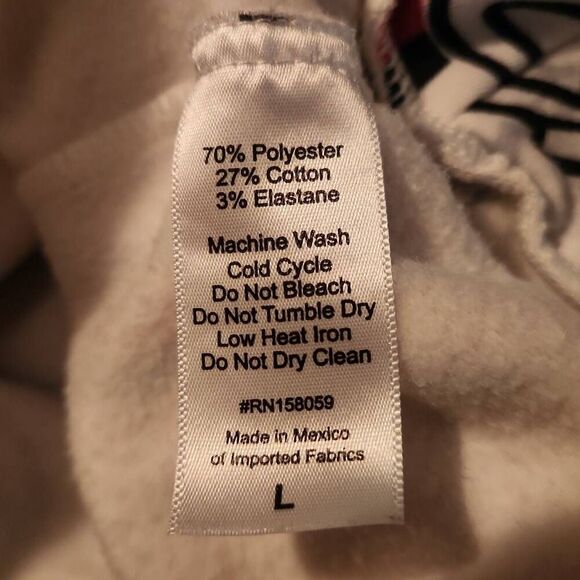 70% Polyester
27% Cotton
3% Elastane
Machine Wash
Cold Cycle
Do Not Bleach
Do Not Tumble Dry
Low Heat Iron
Do Not Dry Clean
#RN158059
Made in Mexico
of Imported Fabrics
L